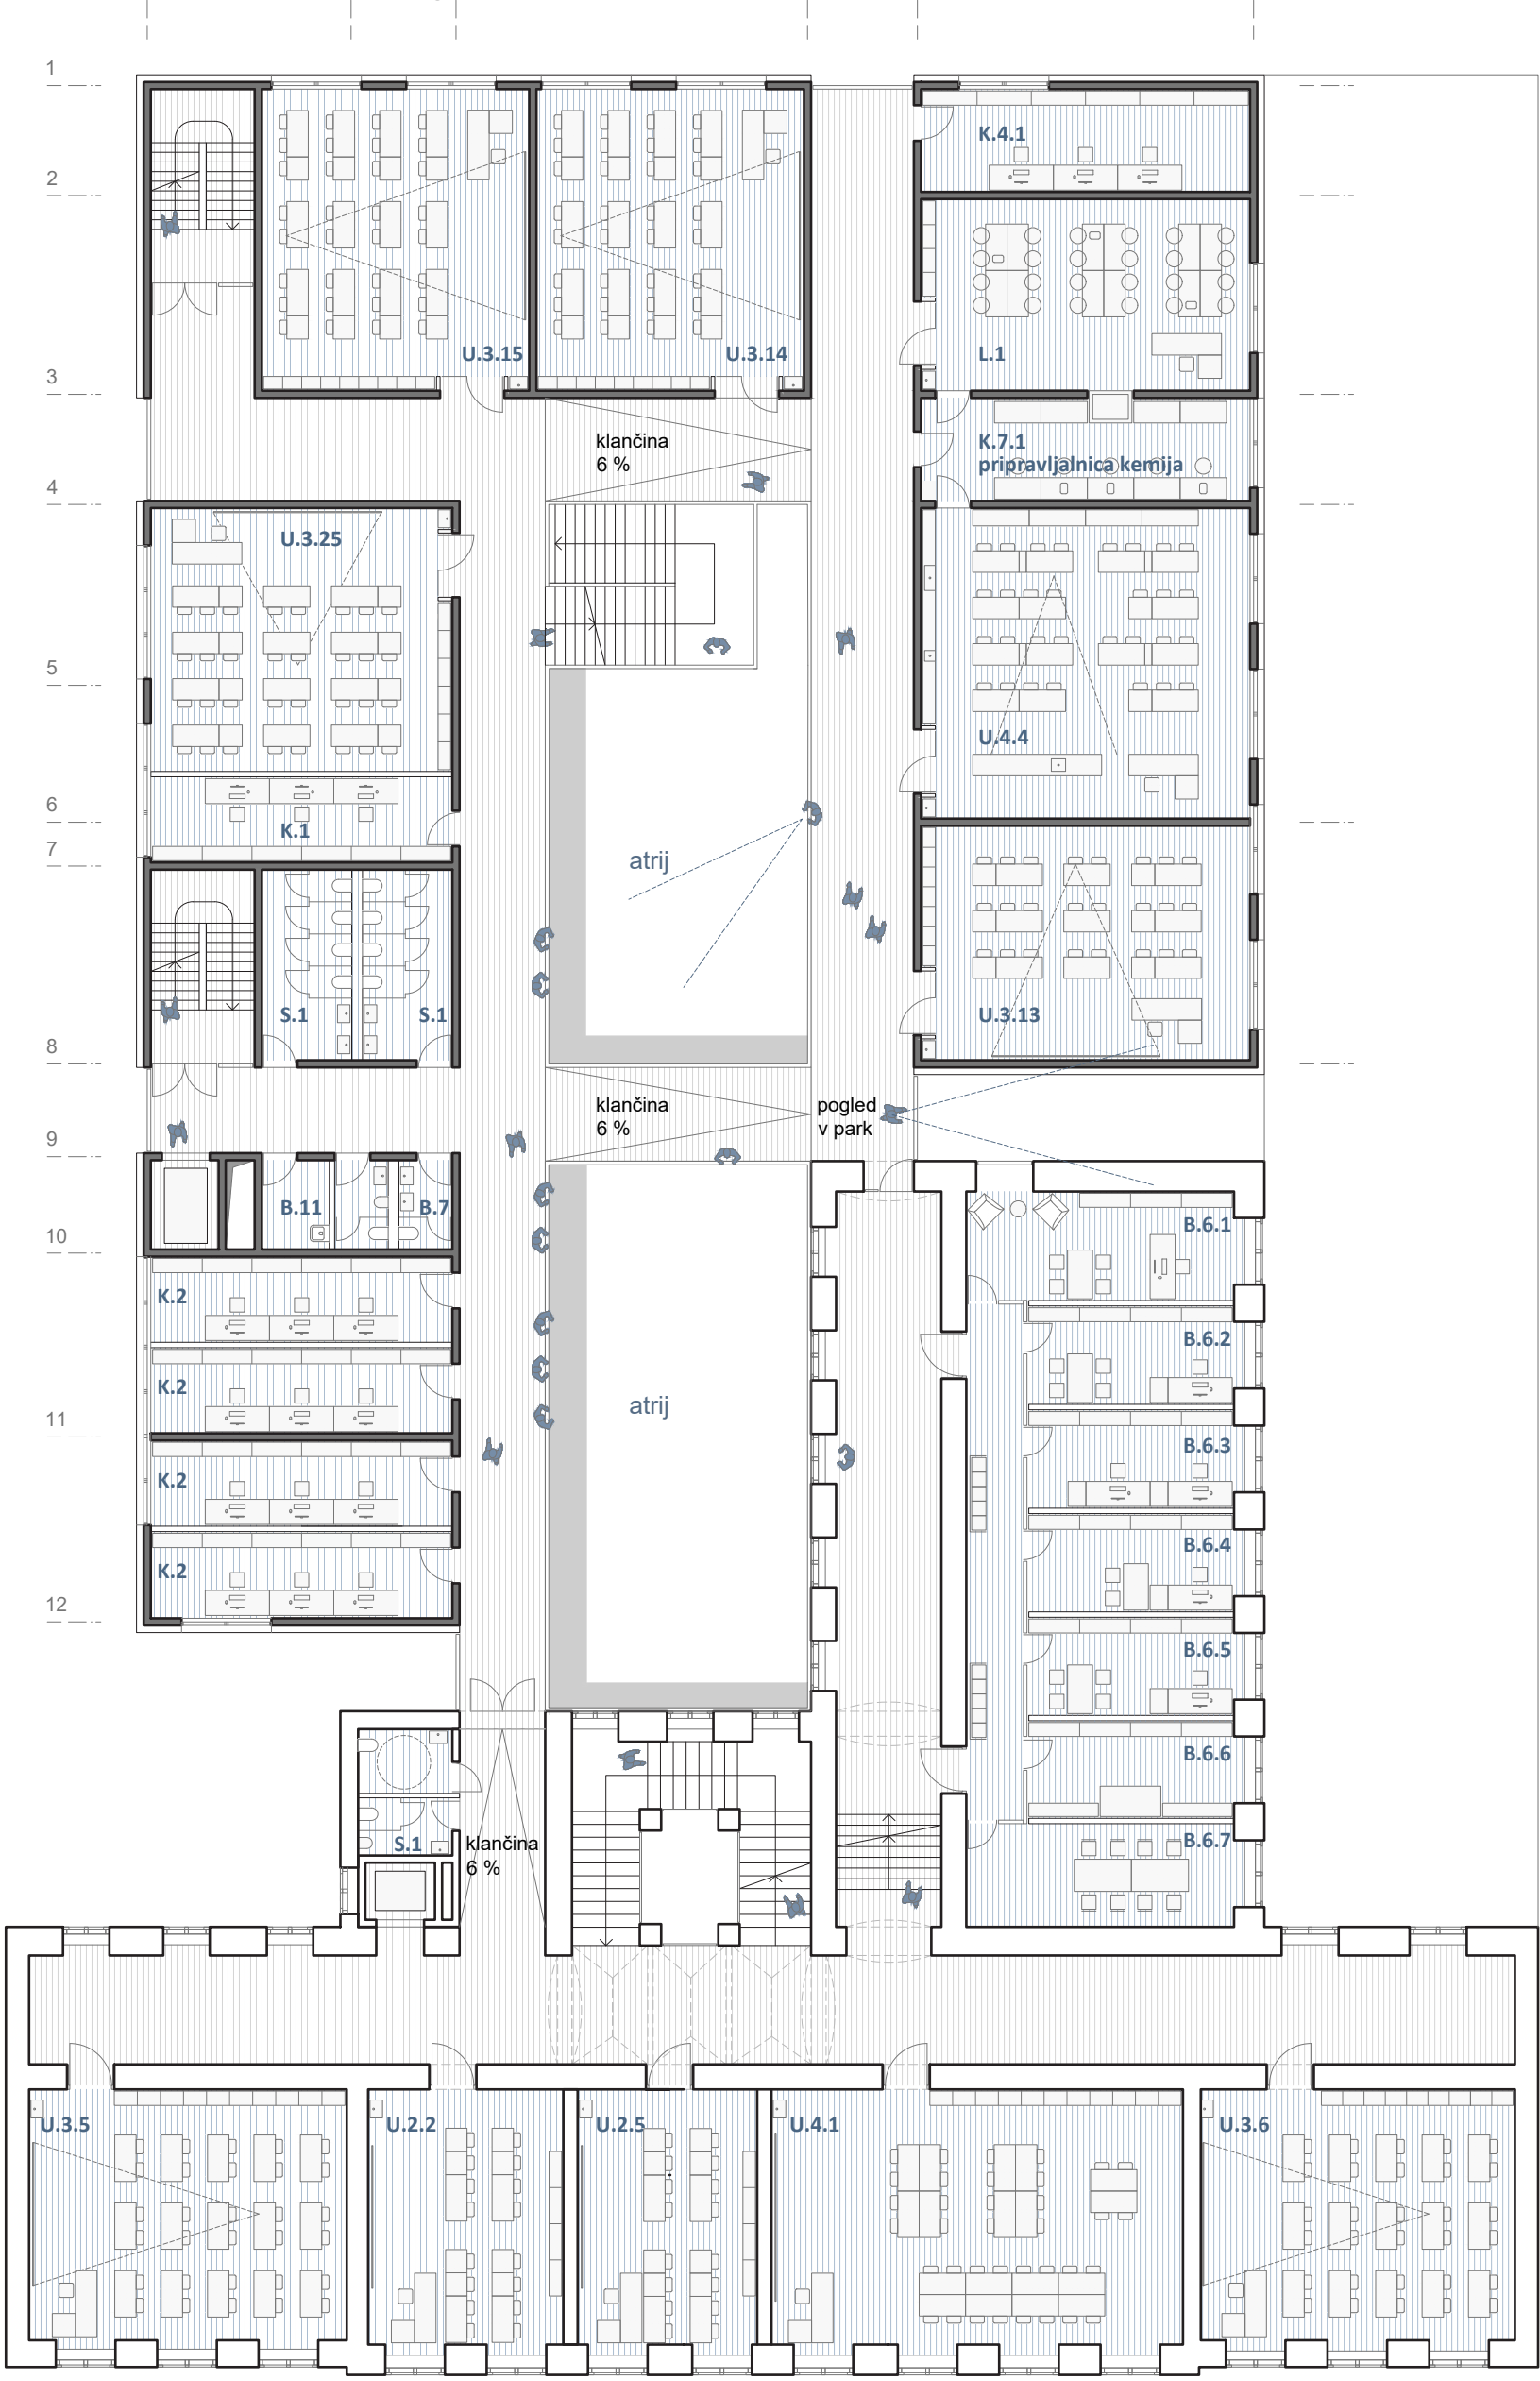 1
K.4.1
2
U.3.15
U.3.14
L.1
3
klančina
6 %
K.7.1
pripravljalnica kemija
4
U.3.25
5
U.4.4
6
K.1
7
atrij
S.1
S.1
U.3.13
8
klančina
6 %
pogled
v park
9
B.11
B.7
B.6.1
10
K.2
B.6.2
K.2
atrij
11
B.6.3
K.2
B.6.4
K.2
12
B.6.5
B.6.6
S.1
klančina
6 %
B.6.7
U.3.5
U.2.2
U.2.5
U.4.1
U.3.6